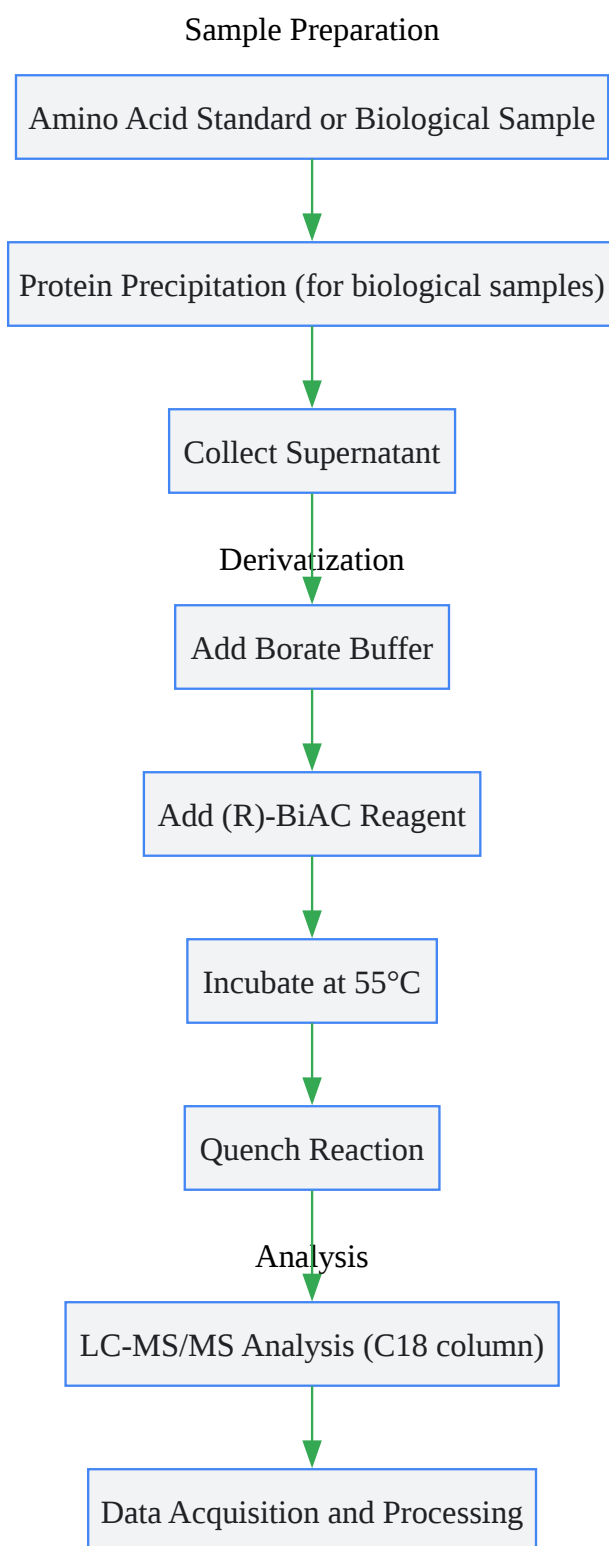 Sample Preparation
Amino Acid Standard or Biological Sample
Protein Precipitation (for biological samples)
Collect Supernatant
Derivatization
Add Borate Buffer
Add (R)-BiAC Reagent
Incubate at 55°C
Quench Reaction
Analysis
LC-MS/MS Analysis (C18 column)
Data Acquisition and Processing